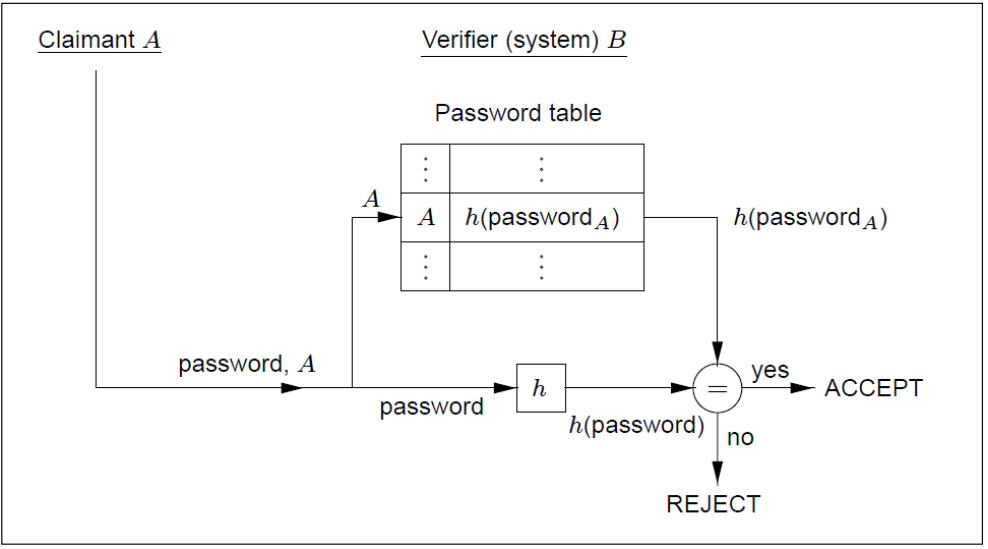 Claimant A
Verifier (system) B
Password table
⋮ ⋮
A
A h(password_A)
h(password_A)
⋮ ⋮
password, A
password
h
h(password)
=
yes
ACCEPT
no
REJECT